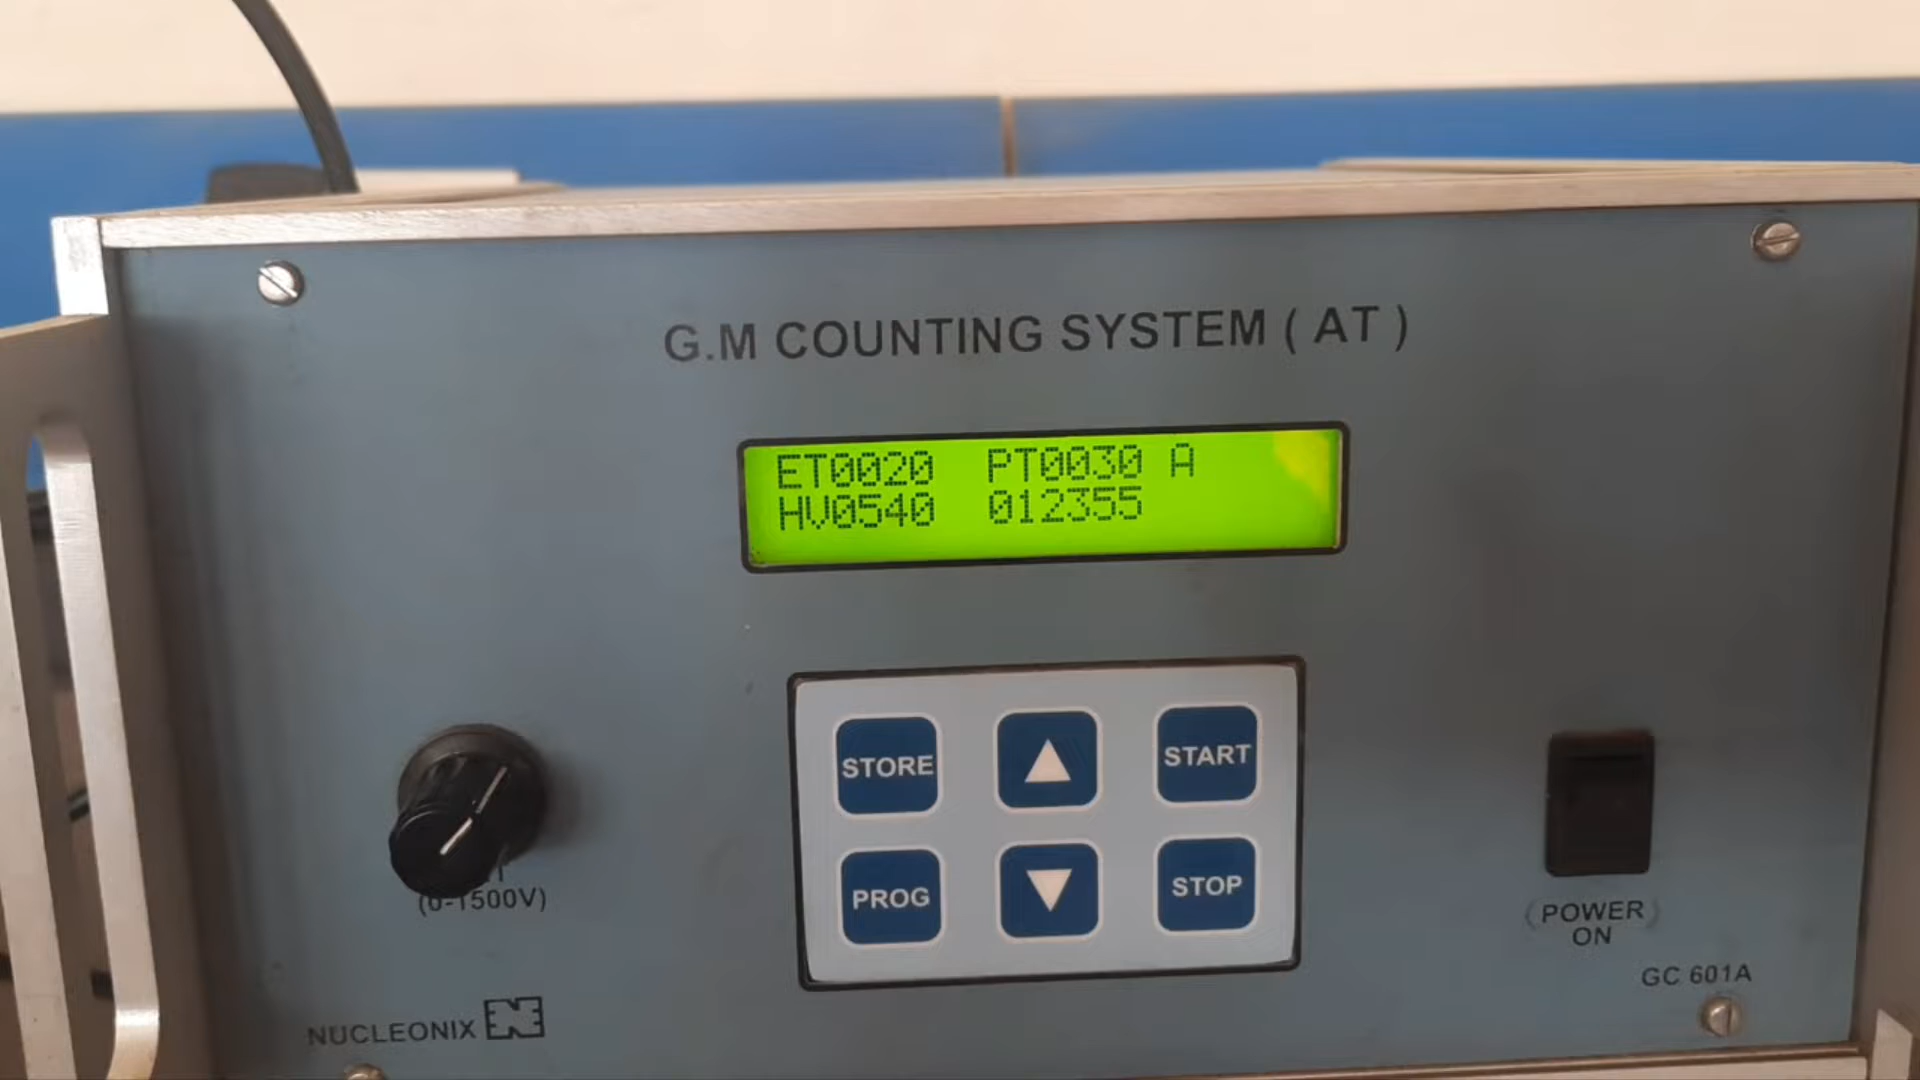 G.M COUNTING SYSTEM ( AT )
ET0020 PT0030 A
HV0540 012355
STORE
START
PROG
STOP
(0-1500V)
(POWER)
ON
GC 601A
NUCLEONIX